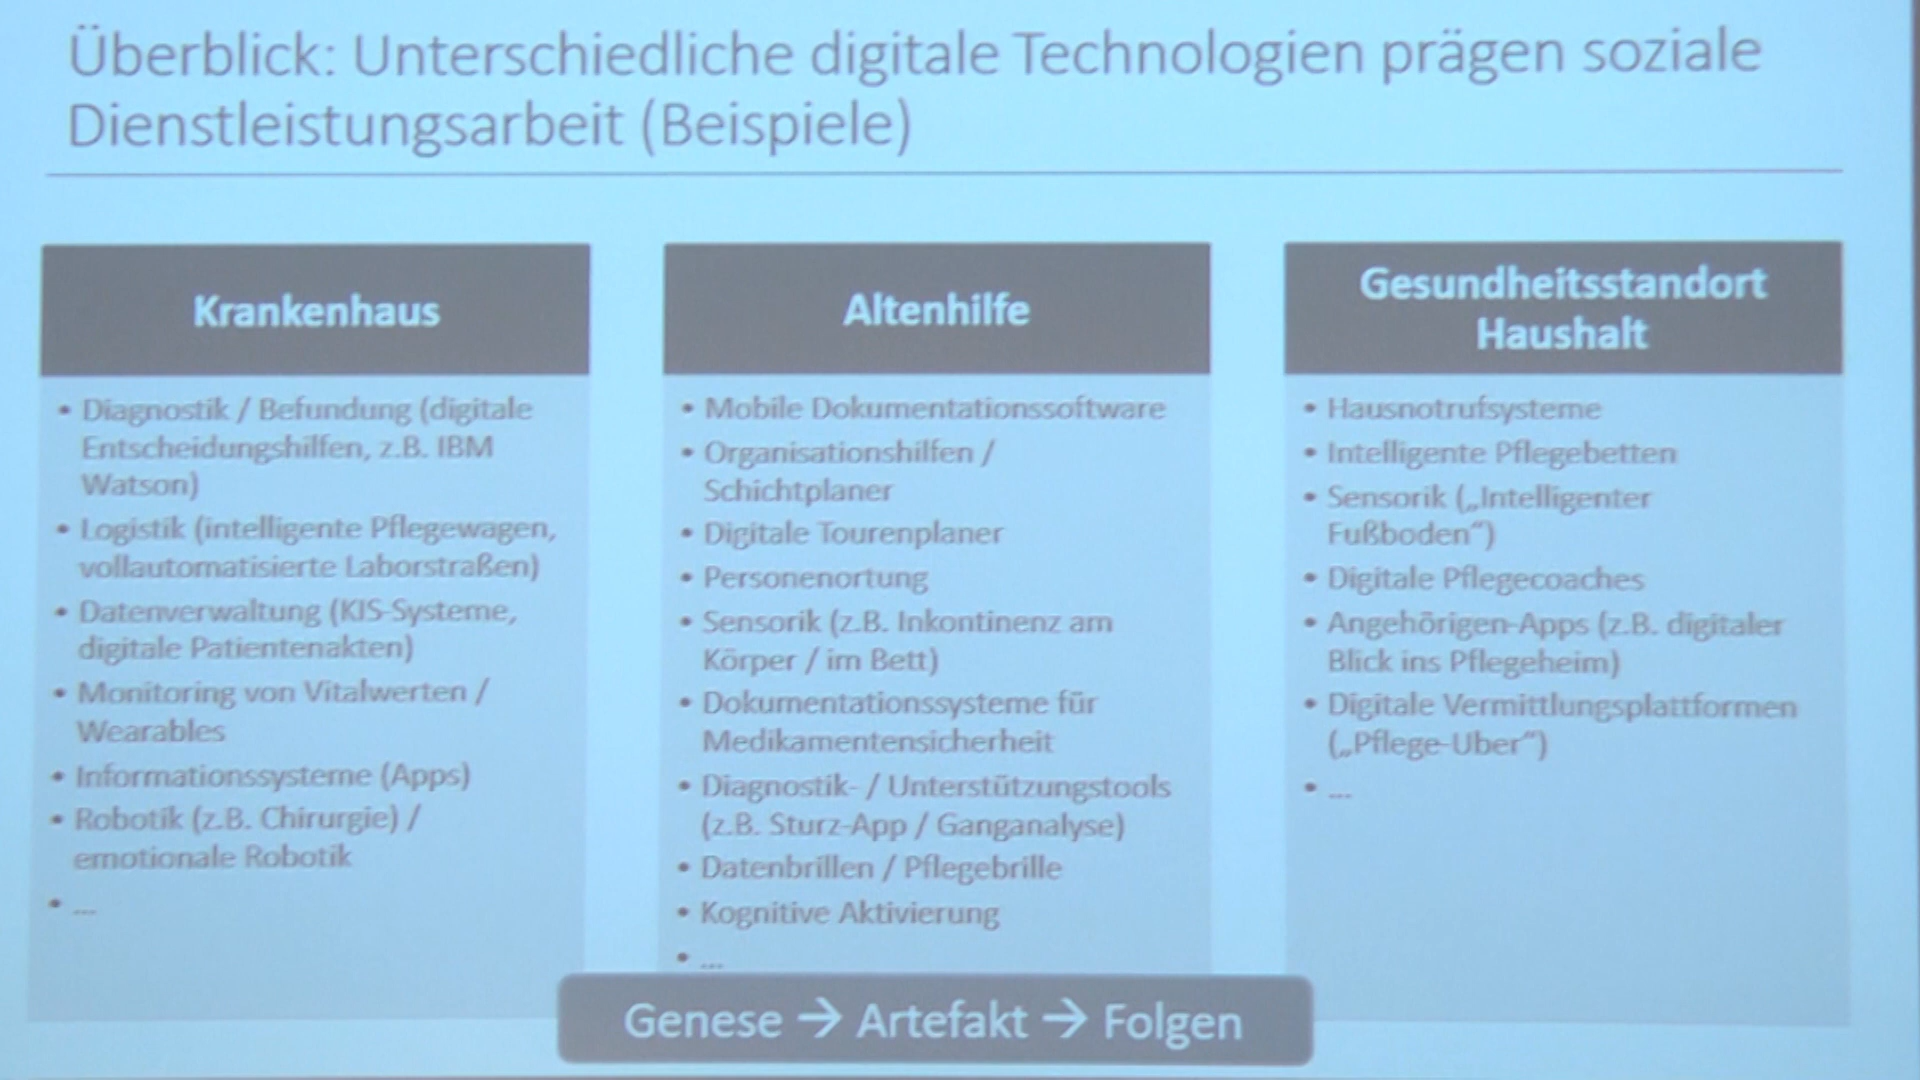 Überblick: Unterschiedliche digitale Technologien prägen soziale
Dienstleistungsarbeit (Beispiele)
Krankenhaus
• Diagnostik / Befundung (digitale
Entscheidungshilfen, z.B. IBM
Watson)
• Logistik (intelligente Pflegewagen,
vollautomatisierte Laborstraßen)
• Datenverwaltung (KIS-Systeme,
digitale Patientenakten)
• Monitoring von Vitalwerten /
Wearables
• Informationssysteme (Apps)
• Robotik (z.B. Chirurgie) /
emotionale Robotik
• ...
Altenhilfe
• Mobile Dokumentationssoftware
• Organisationshilfen /
Schichtplaner
• Digitale Tourenplaner
• Personenortung
• Sensorik (z.B. Inkontinenz am
Körper / im Bett)
• Dokumentationssysteme für
Medikamentensicherheit
• Diagnostik- / Unterstützungstools
(z.B. Sturz-App / Ganganalyse)
• Datenbrillen / Pflegebrille
• Kognitive Aktivierung
• ...
Gesundheitsstandort
Haushalt
• Hausnotrufsysteme
• Intelligente Pflegebetten
• Sensorik („Intelligenter
Fußboden“)
• Digitale Pflegecoaches
• Angehörigen-Apps (z.B. digitaler
Blick ins Pflegeheim)
• Digitale Vermittlungsplattformen
(„Pflege-Uber“)
• ...
Genese → Artefakt → Folgen